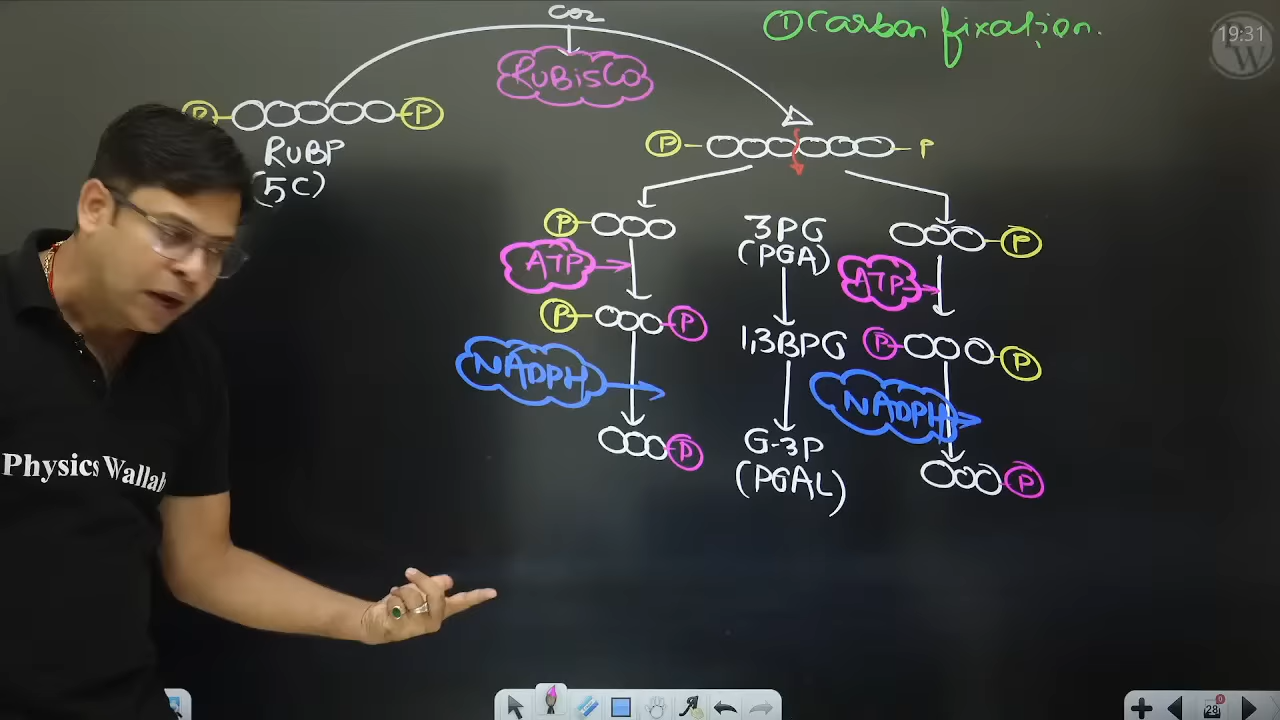 CO2
① Carbon fixation.
19:31
PW
RUBisCO
P
P
RUBP
(5C)
P
P
P
3PG
(PGA)
P
ATP
ATP
P
P
1,3BPG
P
P
NADPH
NADPH
P
G-3P
(PGAL)
P
Physics Wallah
28